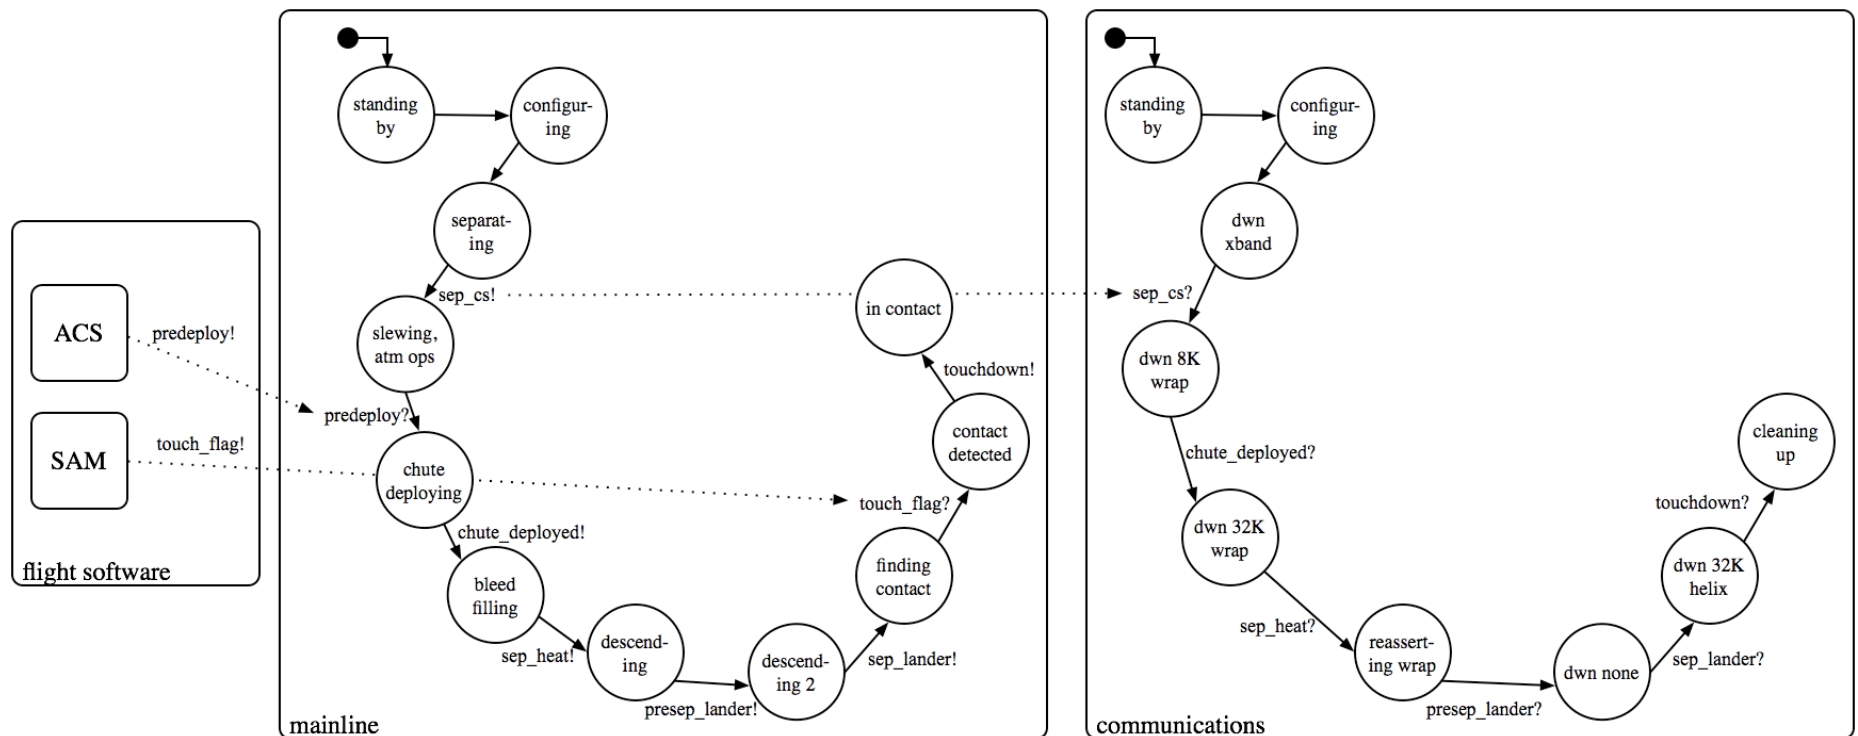 ACS
predeploy!
SAM
touch_flag!
flight software
standing
by
configur-
ing
separat-
ing
sep_cs!
slewing,
atm ops
predeploy?
chute
deploying
chute_deployed!
bleed
filling
sep_heat!
descend-
ing
presep_lander!
descend-
ing 2
sep_lander!
finding
contact
touch_flag?
contact
detected
touchdown!
in contact
mainline
standing
by
configur-
ing
dwn
xband
sep_cs?
dwn 8K
wrap
chute_deployed?
dwn 32K
wrap
sep_heat?
reassert-
ing wrap
presep_lander?
dwn none
sep_lander?
dwn 32K
helix
touchdown?
cleaning
up
communications